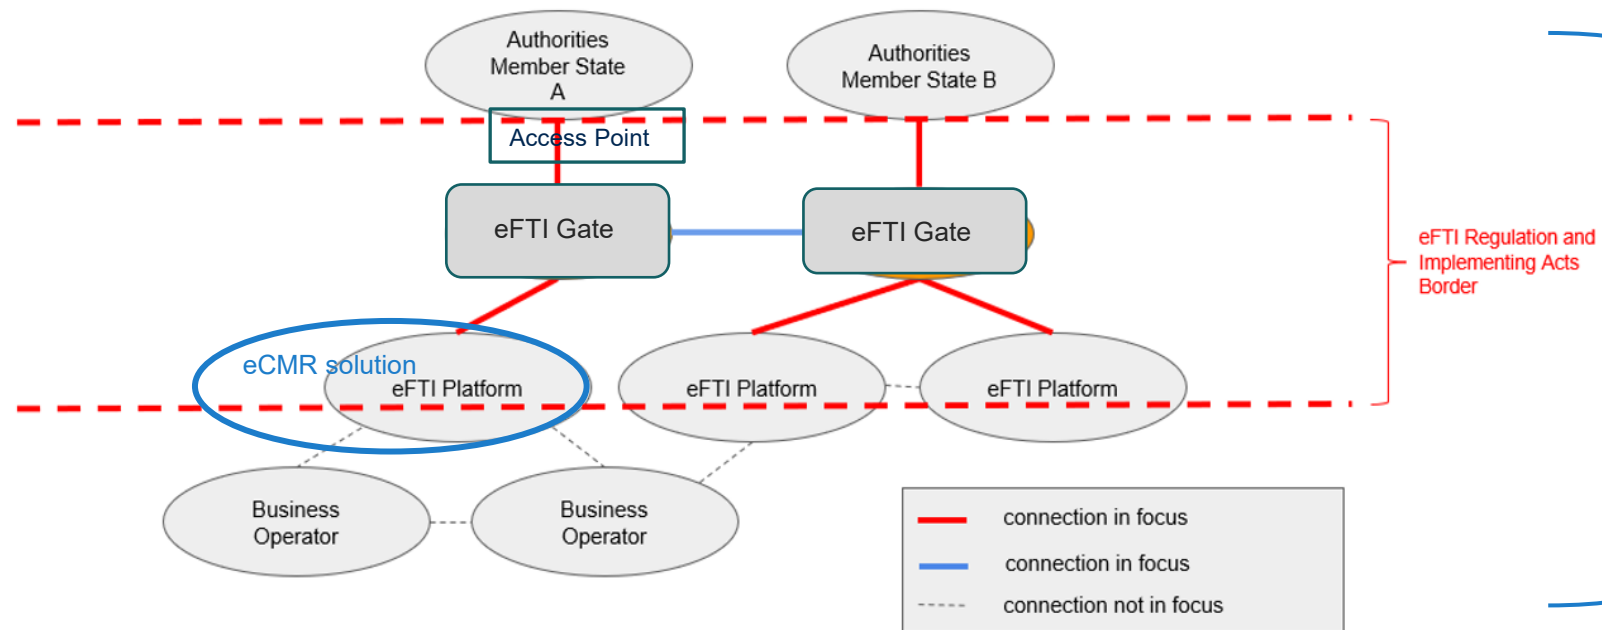 Authorities
Member State
A
Authorities
Member State B
Access Point
eFTI Gate
eFTI Gate
eFTI Regulation and
Implementing Acts
Border
eCMR solution
eFTI Platform
eFTI Platform
eFTI Platform
Business
Operator
Business
Operator
connection in focus
connection in focus
connection not in focus